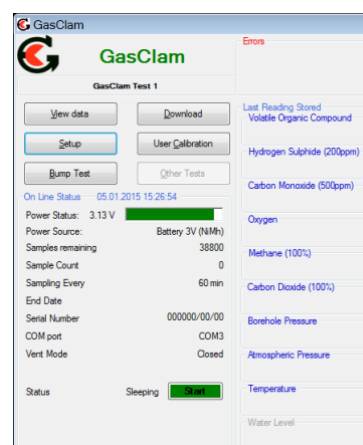 GasClam
GasClam
GasClam Test 1
View data
Download
Setup
User Calibration
Bump Test
Other Tests
On Line Status 05.01.2015 15:26:54
Power Status: 3.13 V
Power Source: Battery 3V (NiMh)
Samples remaining 38800
Sample Count 0
Sampling Every 60 min
End Date
Serial Number 000000/00/00
COM port COM3
Vent Mode Closed
Status Sleeping Start
Errors
Last Reading Stored
Volatile Organic Compound
Hydrogen Sulphide (200ppm)
Carbon Monoxide (500ppm)
Oxygen
Methane (100%)
Carbon Dioxide (100%)
Borehole Pressure
Atmospheric Pressure
Temperature
Water Level